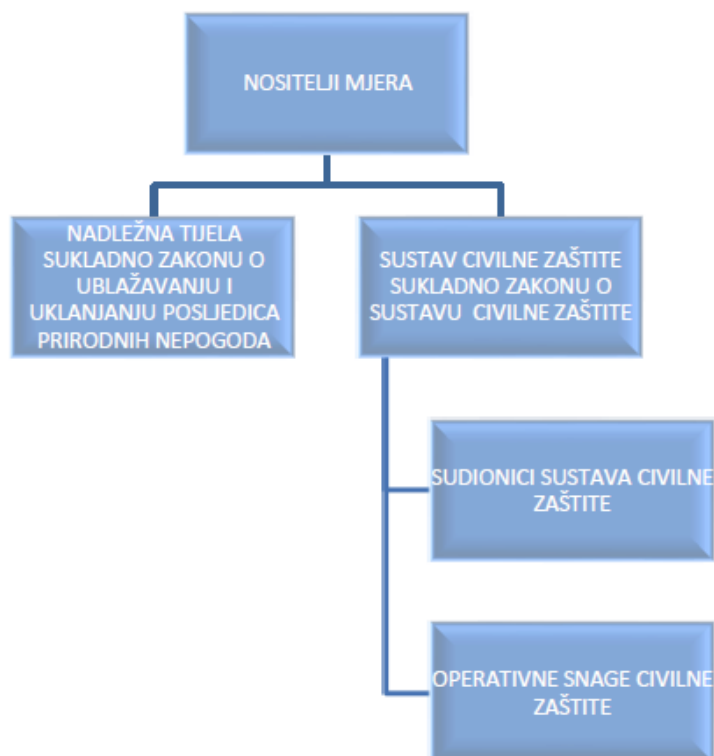 NOSITELJI MJERA
NADLEŽNA TIJELA
SUKLADNO ZAKONU O
UBLAŽAVANJU I
UKLANJANJU POSLJEDICA
PRIRODNIH NEPOGODA
SUSTAV CIVILNE ZAŠTITE
SUKLADNO ZAKONU O
SUSTAVU CIVILNE ZAŠTITE
SUDIONICI SUSTAVA CIVILNE
ZAŠTITE
OPERATIVNE SNAGE CIVILNE
ZAŠTITE